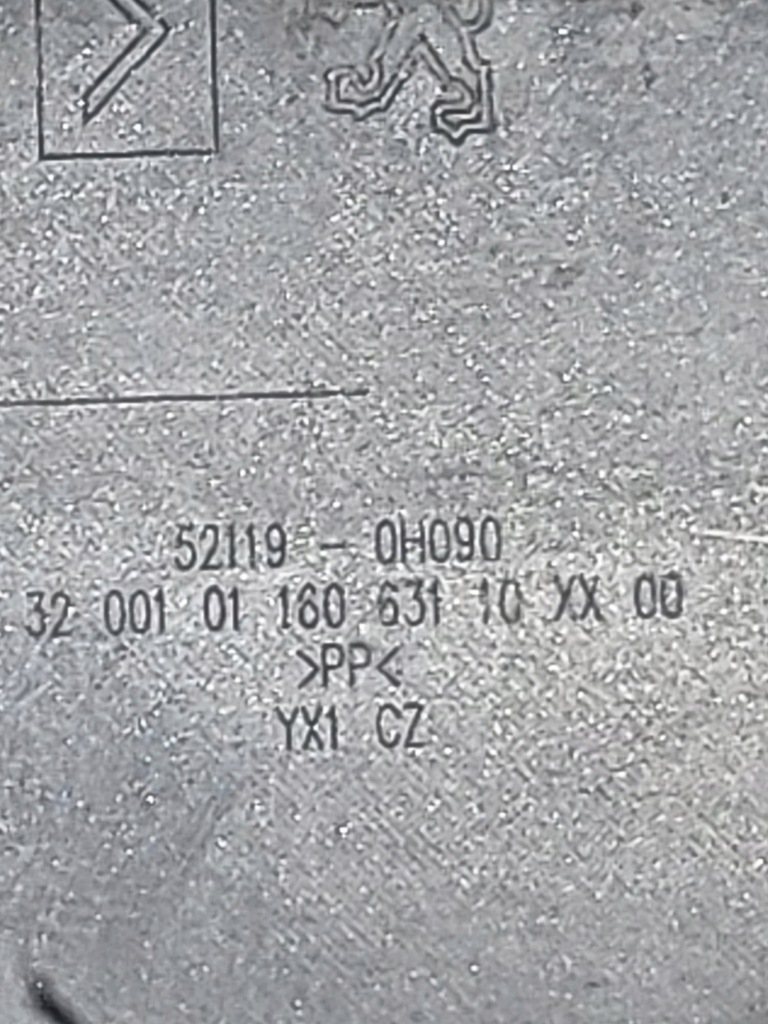 52119 - 0H090
32 001 01 160 631 10 XX 00
>PP<
YX1 CZ